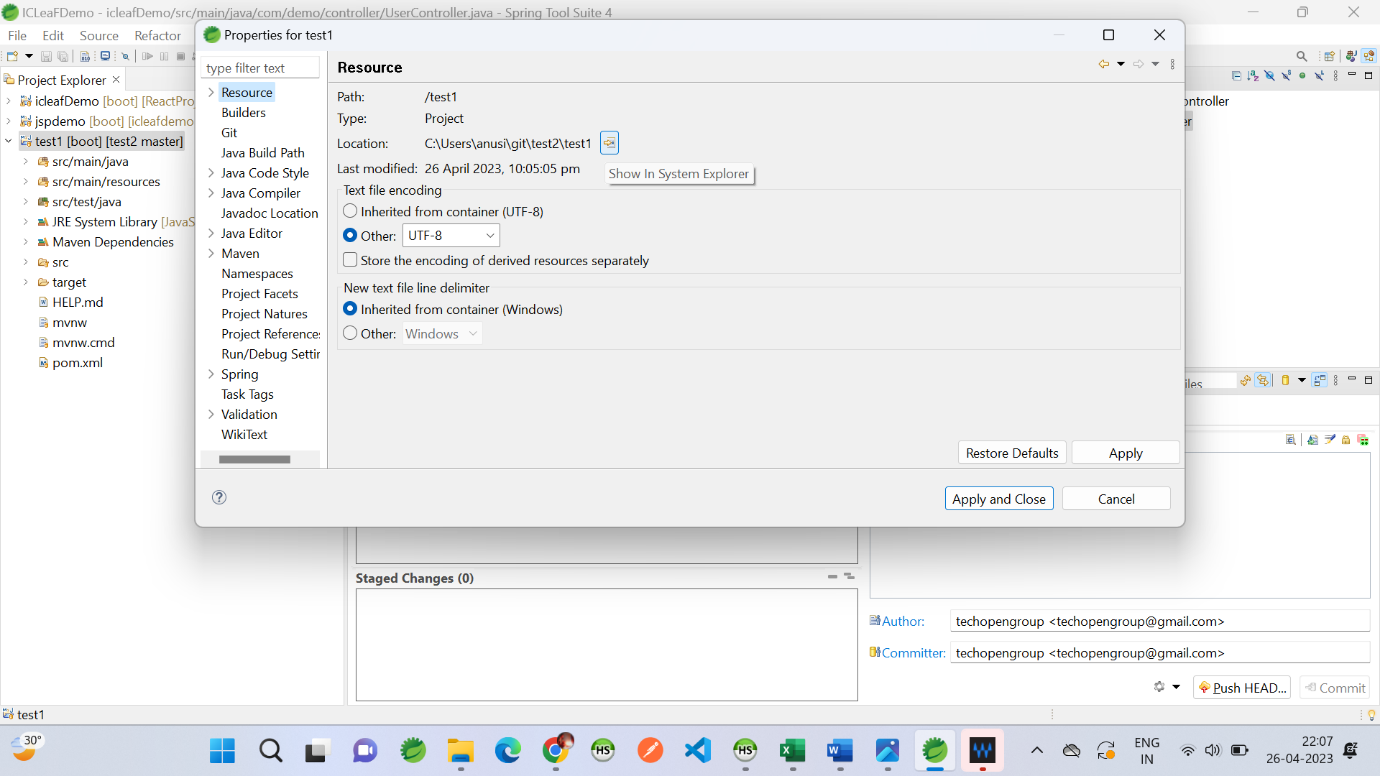 ICLeaFDemo - icleafDemo/src/main/java/com/demo/controller/UserController.java - Spring Tool Suite 4
File Edit Source Refactor
Properties for test1
Project Explorer
icleafDemo [boot] [ReactPro
jspdemo [boot] [icleafdemo
test1 [boot] [test2 master]
src/main/java
src/main/resources
src/test/java
JRE System Library [JavaS
Maven Dependencies
src
target
HELP.md
mvnw
mvnw.cmd
pom.xml
type filter text
Resource
Builders
Git
Java Build Path
Java Code Style
Java Compiler
Javadoc Location
Java Editor
Maven
Namespaces
Project Facets
Project Natures
Project References
Run/Debug Settin
Spring
Task Tags
Validation
WikiText
Resource
Path: /test1
Type: Project
Location: C:\Users\anusi\git\test2\test1
Last modified: 26 April 2023, 10:05:05 pm
Show In System Explorer
Text file encoding
Inherited from container (UTF-8)
Other: UTF-8
Store the encoding of derived resources separately
New text file line delimiter
Inherited from container (Windows)
Other: Windows
Restore Defaults Apply
Apply and Close Cancel
ontroller
er
iles
Staged Changes (0)
Author: techopengroup <techopengroup@gmail.com>
Committer: techopengroup <techopengroup@gmail.com>
Push HEAD... Commit
test1
30°
HS
HS
ENG
IN
22:07
26-04-2023